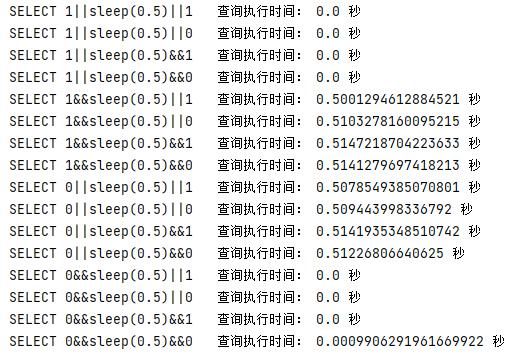 SELECT 1||sleep(0.5)||1   查询执行时间： 0.0 秒
SELECT 1||sleep(0.5)||0   查询执行时间： 0.0 秒
SELECT 1||sleep(0.5)&&1   查询执行时间： 0.0 秒
SELECT 1||sleep(0.5)&&0   查询执行时间： 0.0 秒
SELECT 1&&sleep(0.5)||1   查询执行时间： 0.5001294612884521 秒
SELECT 1&&sleep(0.5)||0   查询执行时间： 0.5103278160095215 秒
SELECT 1&&sleep(0.5)&&1   查询执行时间： 0.5147218704223633 秒
SELECT 1&&sleep(0.5)&&0   查询执行时间： 0.5141279697418213 秒
SELECT 0||sleep(0.5)||1   查询执行时间： 0.5078549385070801 秒
SELECT 0||sleep(0.5)||0   查询执行时间： 0.509443998336792 秒
SELECT 0||sleep(0.5)&&1   查询执行时间： 0.5141935348510742 秒
SELECT 0||sleep(0.5)&&0   查询执行时间： 0.51226806640625 秒
SELECT 0&&sleep(0.5)||1   查询执行时间： 0.0 秒
SELECT 0&&sleep(0.5)||0   查询执行时间： 0.0 秒
SELECT 0&&sleep(0.5)&&1   查询执行时间： 0.0 秒
SELECT 0&&sleep(0.5)&&0   查询执行时间： 0.0009906291961669922 秒